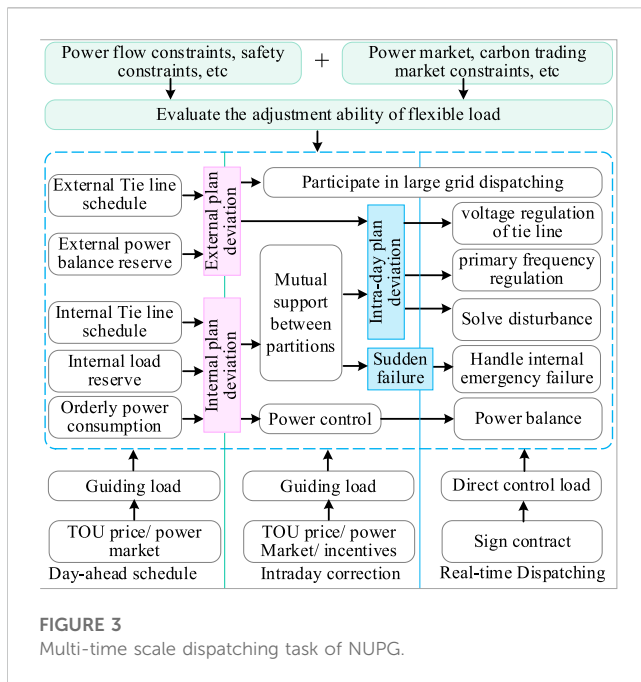 Power flow constraints, safety
constraints, etc
+
Power market, carbon trading
market constraints, etc
Evaluate the adjustment ability of flexible load
External Tie line
schedule
External power
balance reserve
Internal Tie line
schedule
Internal load
reserve
Orderly power
consumption
External plan
deviation
Internal plan
deviation
Participate in large grid dispatching
Mutual
support
between
partitions
Intra-day plan
deviation
Sudden
failure
Power control
voltage regulation
of tie line
primary frequency
regulation
Solve disturbance
Handle internal
emergency failure
Power balance
Guiding load
TOU price/ power
market
Day-ahead schedule
Guiding load
TOU price/ power
Market/ incentives
Intraday correction
Direct control load
Sign contract
Real-time Dispatching
FIGURE 3
Multi-time scale dispatching task of NUPG.